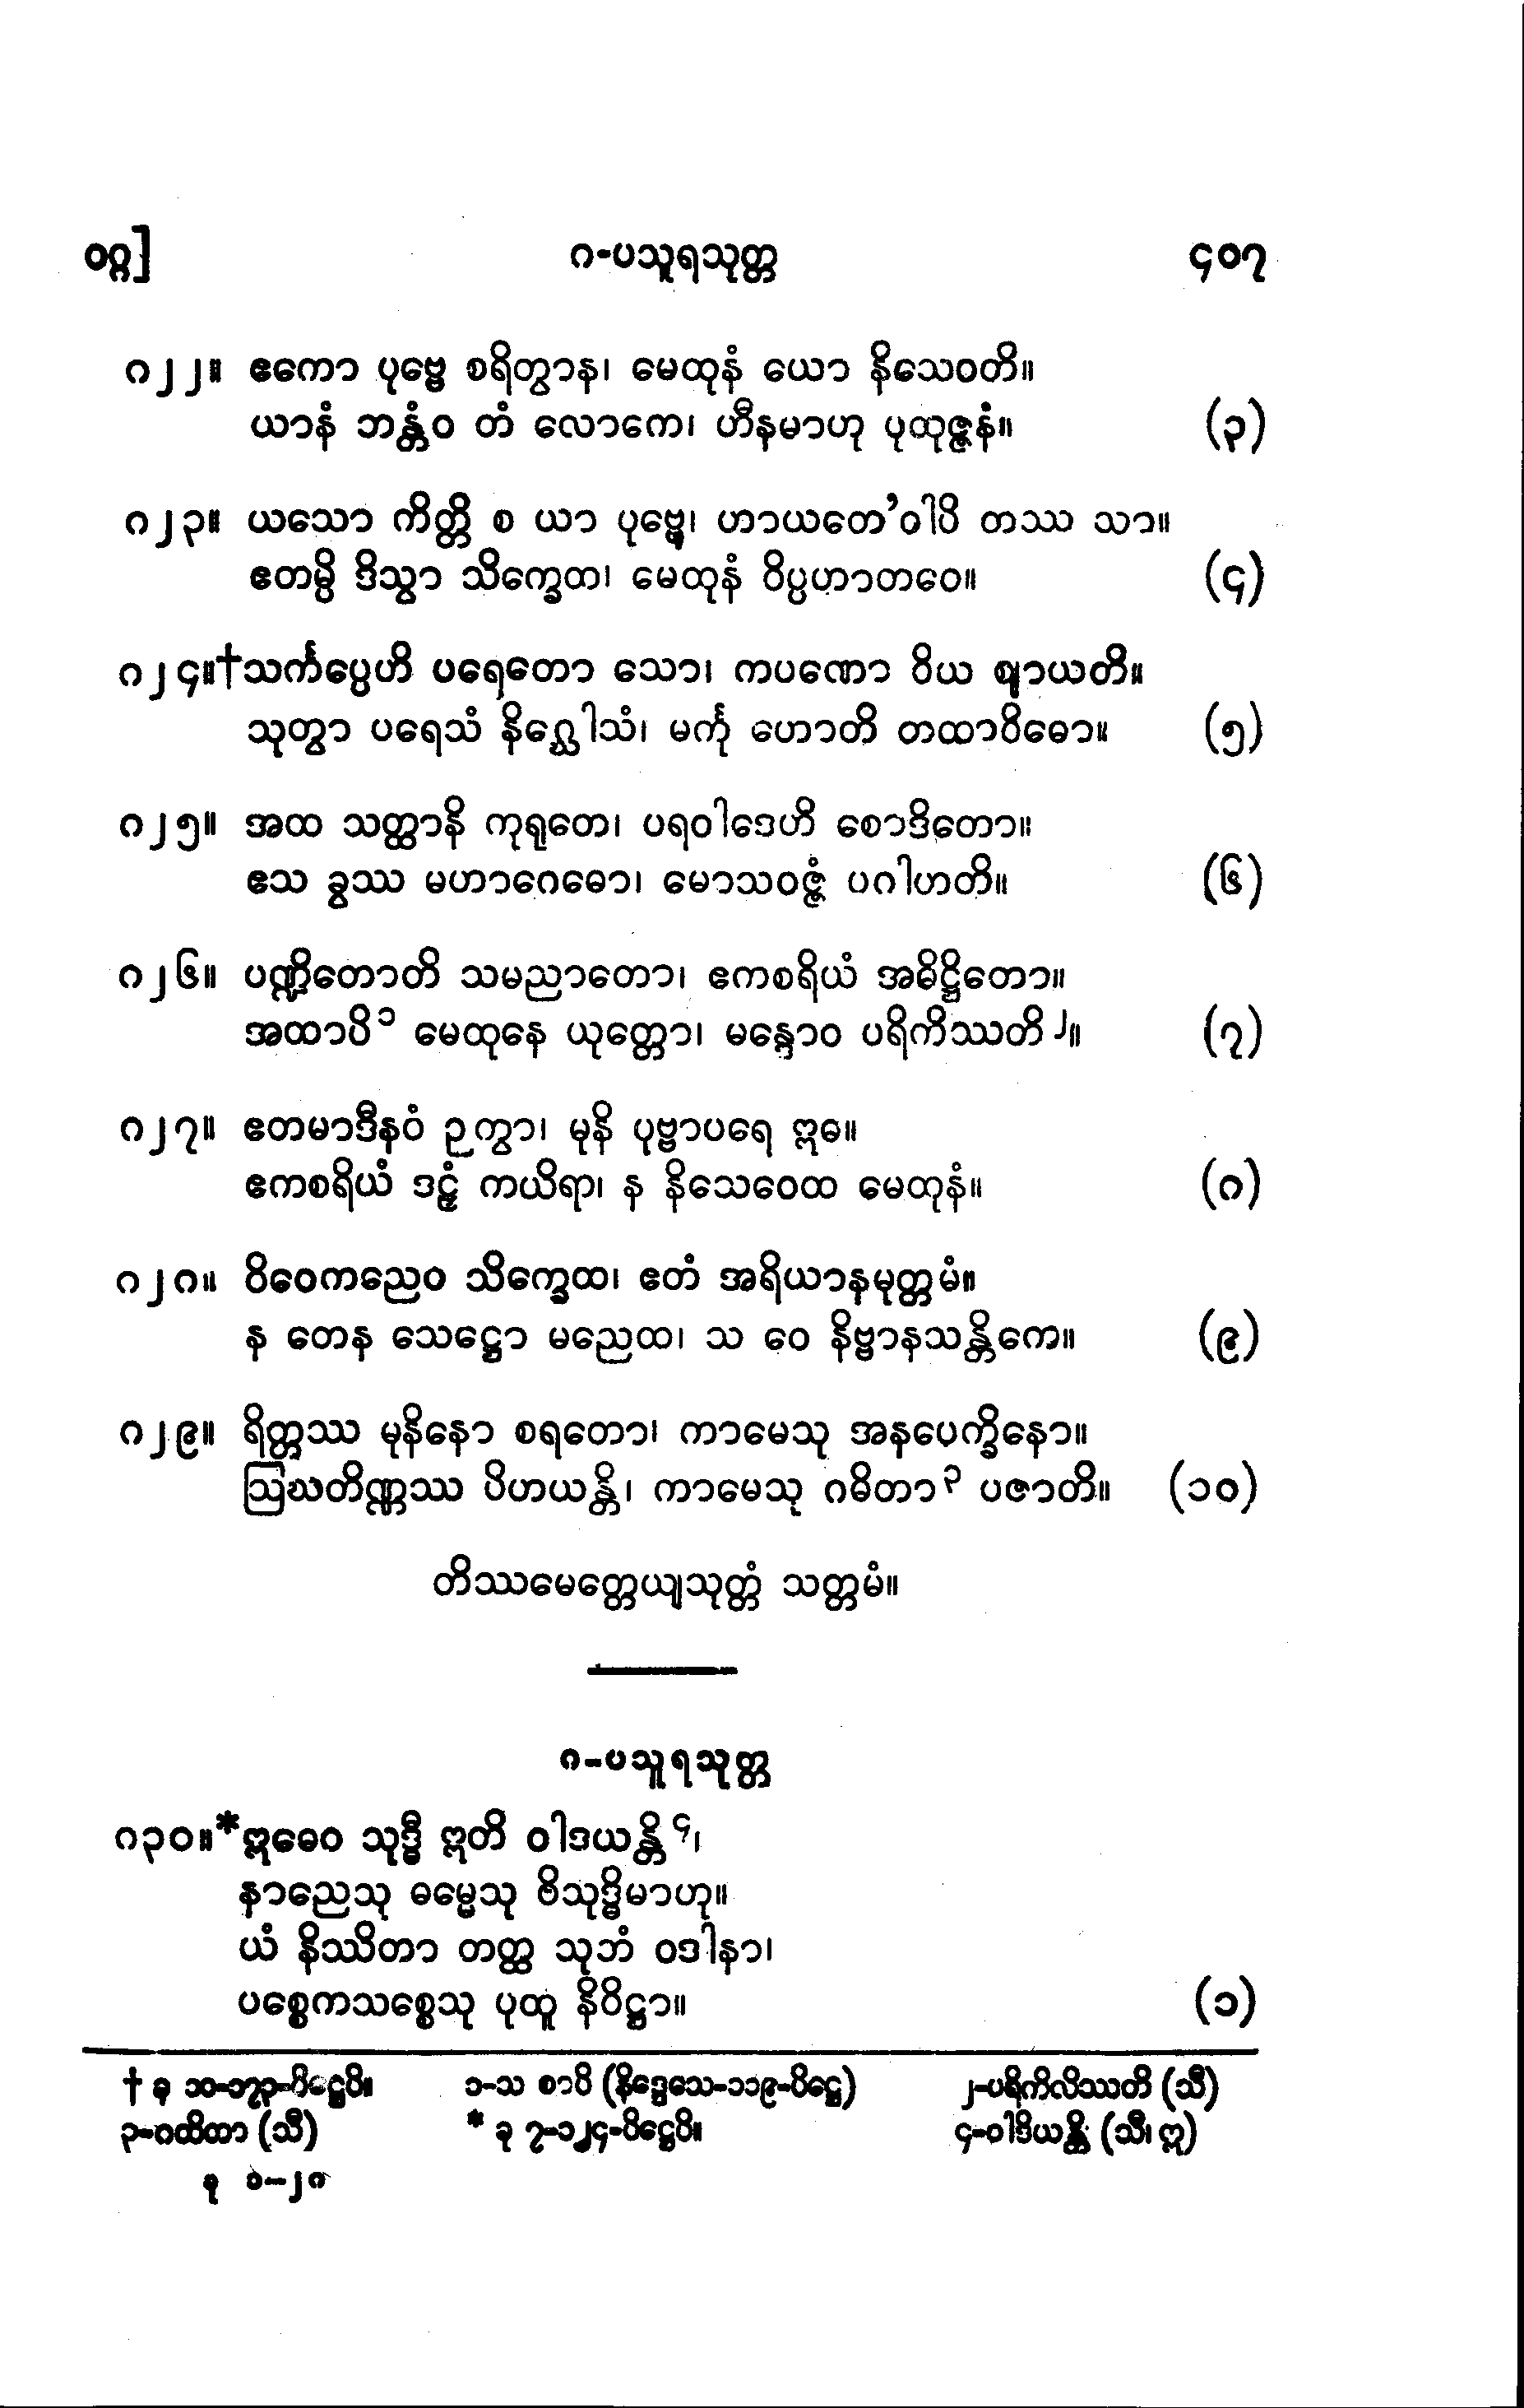 ဝဂ္ဂ] ၈-ပသူရသုတ္တ ၄၀၇
၈၂၂။ ဧကော ပုဗ္ဗေ စရိတွာန၊ မေထုနံ ယော နိသေဝတိ။
ယာနံ ဘန္တံဝ တံ လောကေ၊ ဟီနမာဟု ပုထုဇ္ဇနံ။ (၃)
၈၂၃။ ယသော ကိတ္တိ စ ယာ ပုဗ္ဗေ၊ ဟာယတေ’ဝါပိ တဿ သာ။
ဧတမ္ပိ ဒိသွာ သိက္ခေထ၊ မေထုနံ ဝိပ္ပဟာတဝေ။ (၄)
၈၂၄။†သင်္ကပ္ပေဟိ ပရေတော သော၊ ကပဏော ဝိယ ဈာယတိ။
သုတွာ ပရေသံ နိဂ္ဃေါသံ၊ မင်္ကု ဟောတိ တထာဝိဓော။ (၅)
၈၂၅။ အထ သတ္ထာနိ ကုရုတေ၊ ပရဝါဒေဟိ စောဒိတော။
ဧသ ခွဿ မဟာဂေဓော၊ မောသဝဇ္ဇံ ပဂါဟတိ။ (၆)
၈၂၆။ ပဏ္ဍိတောတိ သမညာတော၊ ဧကစရိယံ အဓိဋ္ဌိတော။
အထာပိ၁ မေထုနေ ယုတ္တော၊ မန္ဒောဝ ပရိကိဿတိ၂။ (၇)
၈၂၇။ ဧတမာဒီနဝံ ဉတွာ၊ မုနိ ပုဗ္ဗာပရေ ဣဓ။
ဧကစရိယံ ဒဠှံ ကယိရာ၊ န နိသေဝေထ မေထုနံ။ (၈)
၈၂၈။ ဝိဝေကညေဝ သိက္ခေထ၊ ဧတံ အရိယာနမုတ္တမံ။
န တေန သေဋ္ဌော မညေထ၊ သ ဝေ နိဗ္ဗာနသန္တိကေ။ (၉)
၈၂၉။ ရိတ္တဿ မုနိနော စရတော၊ ကာမေသု အနပေက္ခိနော။
ဩဃတိဏ္ဏဿ ပိဟယန္တိ၊ ကာမေသု ဂဓိတာ၃ ပဇာတိ။ (၁၀)
တိဿမေတ္တေယျသုတ္တံ သတ္တမံ။
၈-ပသူရသုတ္တ
၈၃၀။*ဣဓေဝ သုဒ္ဓီ ဣတိ ဝါဒယန္တိ၄၊
နာညေသု ဓမ္မေသု ဝိသုဒ္ဓိမာဟု။
ယံ နိဿိတာ တတ္ထ သုဘံ ဝဒါနာ၊
ပစ္စေကသစ္စေသု ပုထူ နိဝိဋ္ဌာ။ (၁)
† ခု ၁၀-၁၇၃-ပိဋ္ဌေပိ။ ၁-သ စာပိ (နိဒ္ဒေသေ-၁၁၉-ပိဋ္ဌေ) ၂-ပရိကိလိဿတိ (သီ)
၃-ဂထိတာ (သီ) * ခု ၇-၁၂၄-ပိဋ္ဌေပိ။ ၄-ဝါဒိယန္တိ (သီ၊ ဣ)
ခု ၁-၂၈